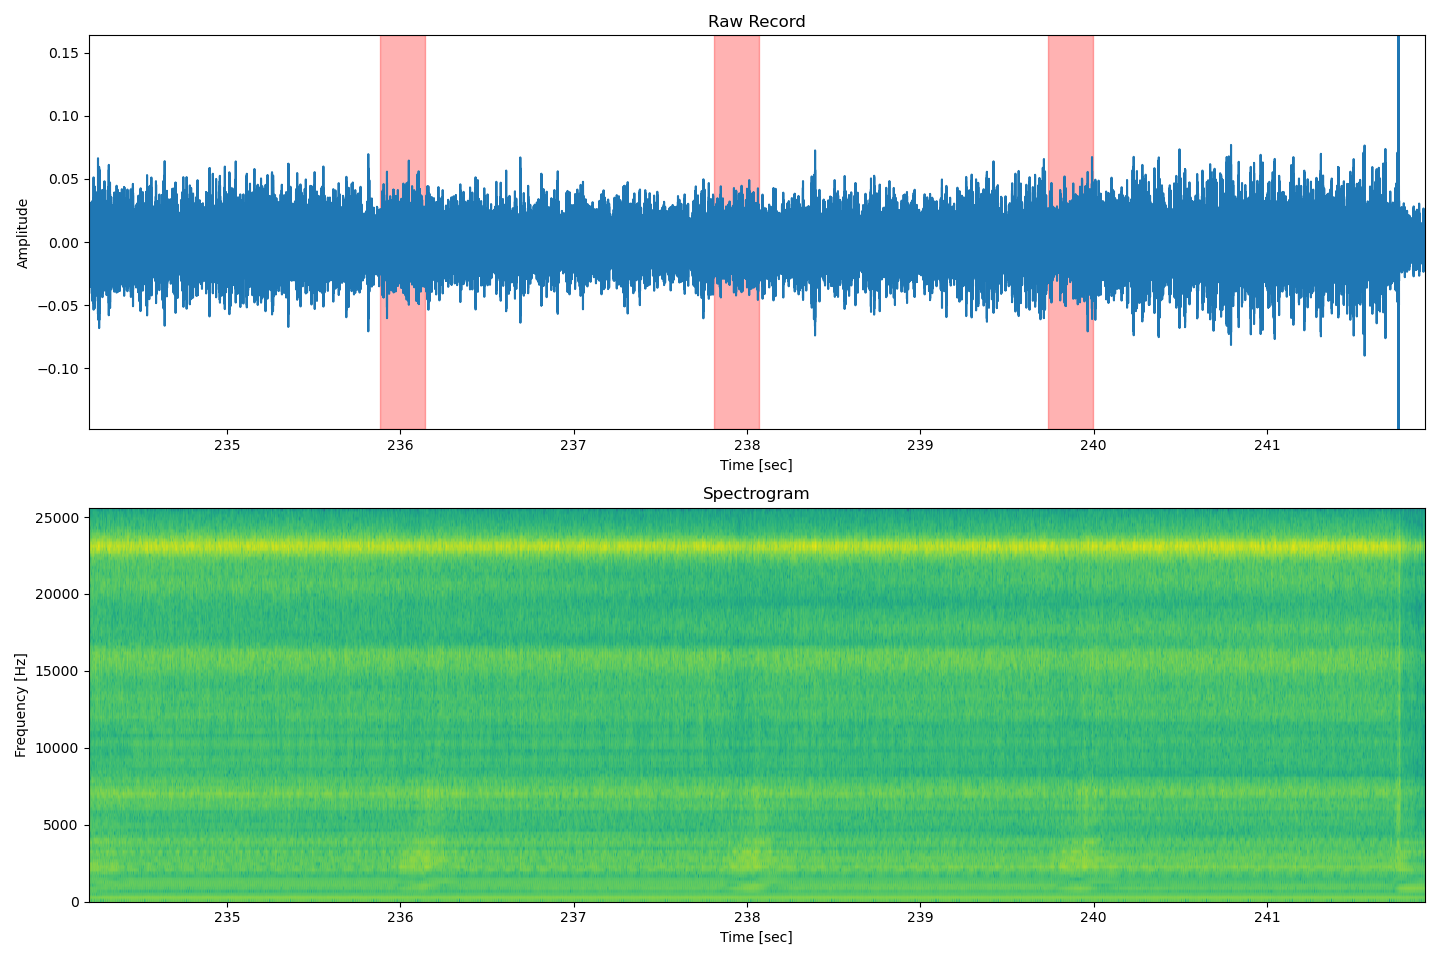 Raw Record
0.15
0.10
0.05
0.00
−0.05
−0.10
Amplitude
235 236 237 238 239 240 241
Time [sec]
Spectrogram
25000
20000
15000
10000
5000
0
Frequency [Hz]
235 236 237 238 239 240 241
Time [sec]